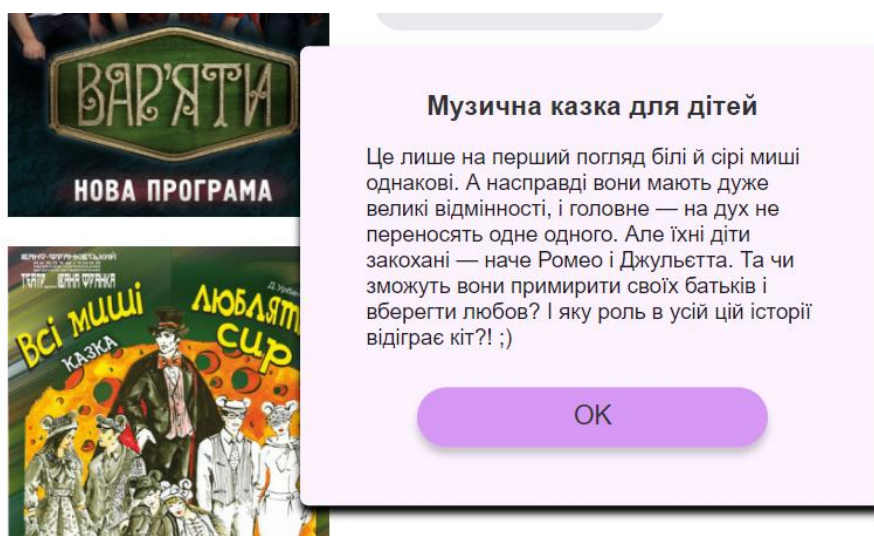 ВАР'ЯТИ
НОВА ПРОГРАМА
ІВАНО-ФРАНКІВСЬКИЙ
ТЕАТР ІВАНА ФРАНКА
Всі миші
люблять
сир
КАЗКА
Музична казка для дітей
Це лише на перший погляд білі й сірі миші
однакові. А насправді вони мають дуже
великі відмінності, і головне — на дух не
переносять одне одного. Але їхні діти
закохані — наче Ромео і Джульєтта. Та чи
зможуть вони примирити своїх батьків і
вберегти любов? І яку роль в усій цій історії
відіграє кіт?! ;)
OK